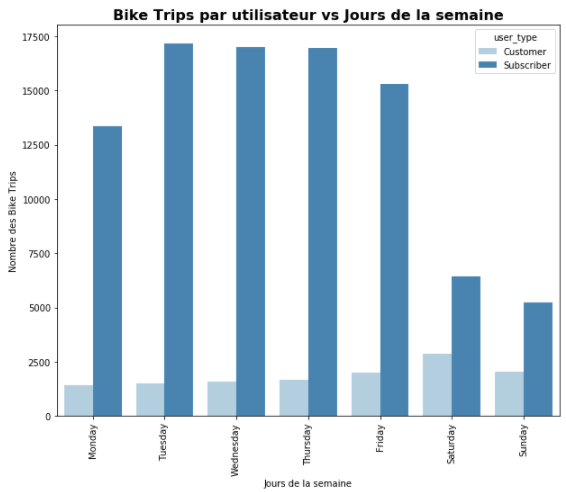 Bike Trips par utilisateur vs Jours de la semaine
user_type
Customer
Subscriber
Nombre des Bike Trips
17500
15000
12500
10000
7500
5000
2500
0
Monday
Tuesday
Wednesday
Thursday
Friday
Saturday
Sunday
Jours de la semaine